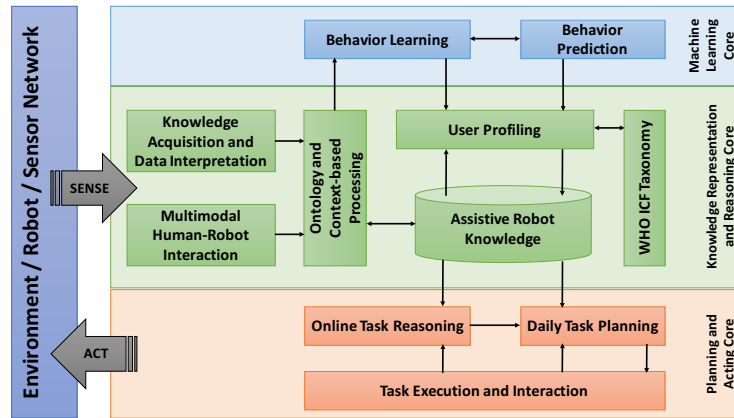 Environment / Robot / Sensor Network
SENSE
ACT
Behavior Learning
Behavior
Prediction
Machine
Learning
Core
Knowledge
Acquisition and
Data Interpretation
Multimodal
Human-Robot
Interaction
Ontology and
Context-based
Processing
User Profiling
Assistive Robot
Knowledge
WHO ICF Taxonomy
Knowledge Representation
and Reasoning Core
Online Task Reasoning
Daily Task Planning
Task Execution and Interaction
Planning and
Acting Core